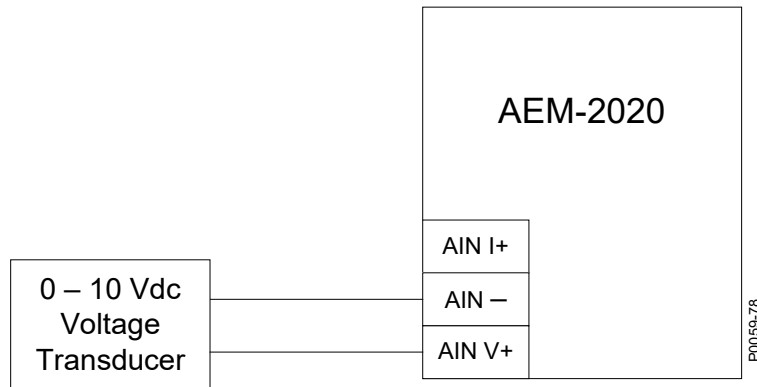 AEM-2020
AIN I+
0 – 10 Vdc
AIN –
Voltage
AIN V+
Transducer
P0059-78